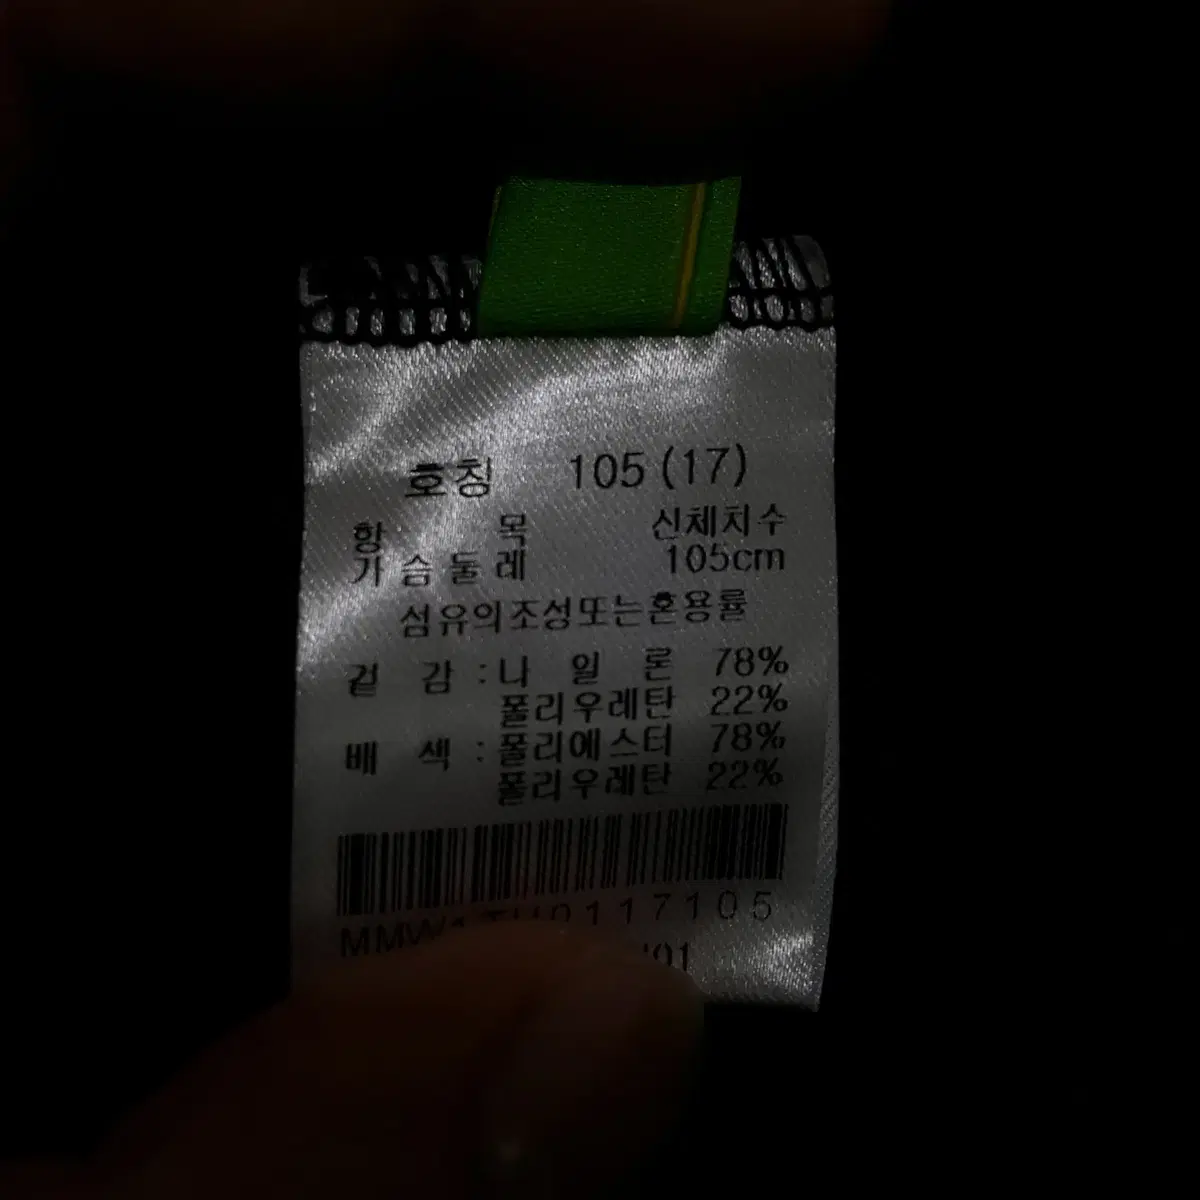 호칭 105 (17)
항 목 신체치수
가 슴 둘 레 105cm
섬유의조성또는혼용률
겉 감 : 나 일 론 78%
폴리우레탄 22%
배 색 : 폴리에스터 78%
폴리우레탄 22%
117105